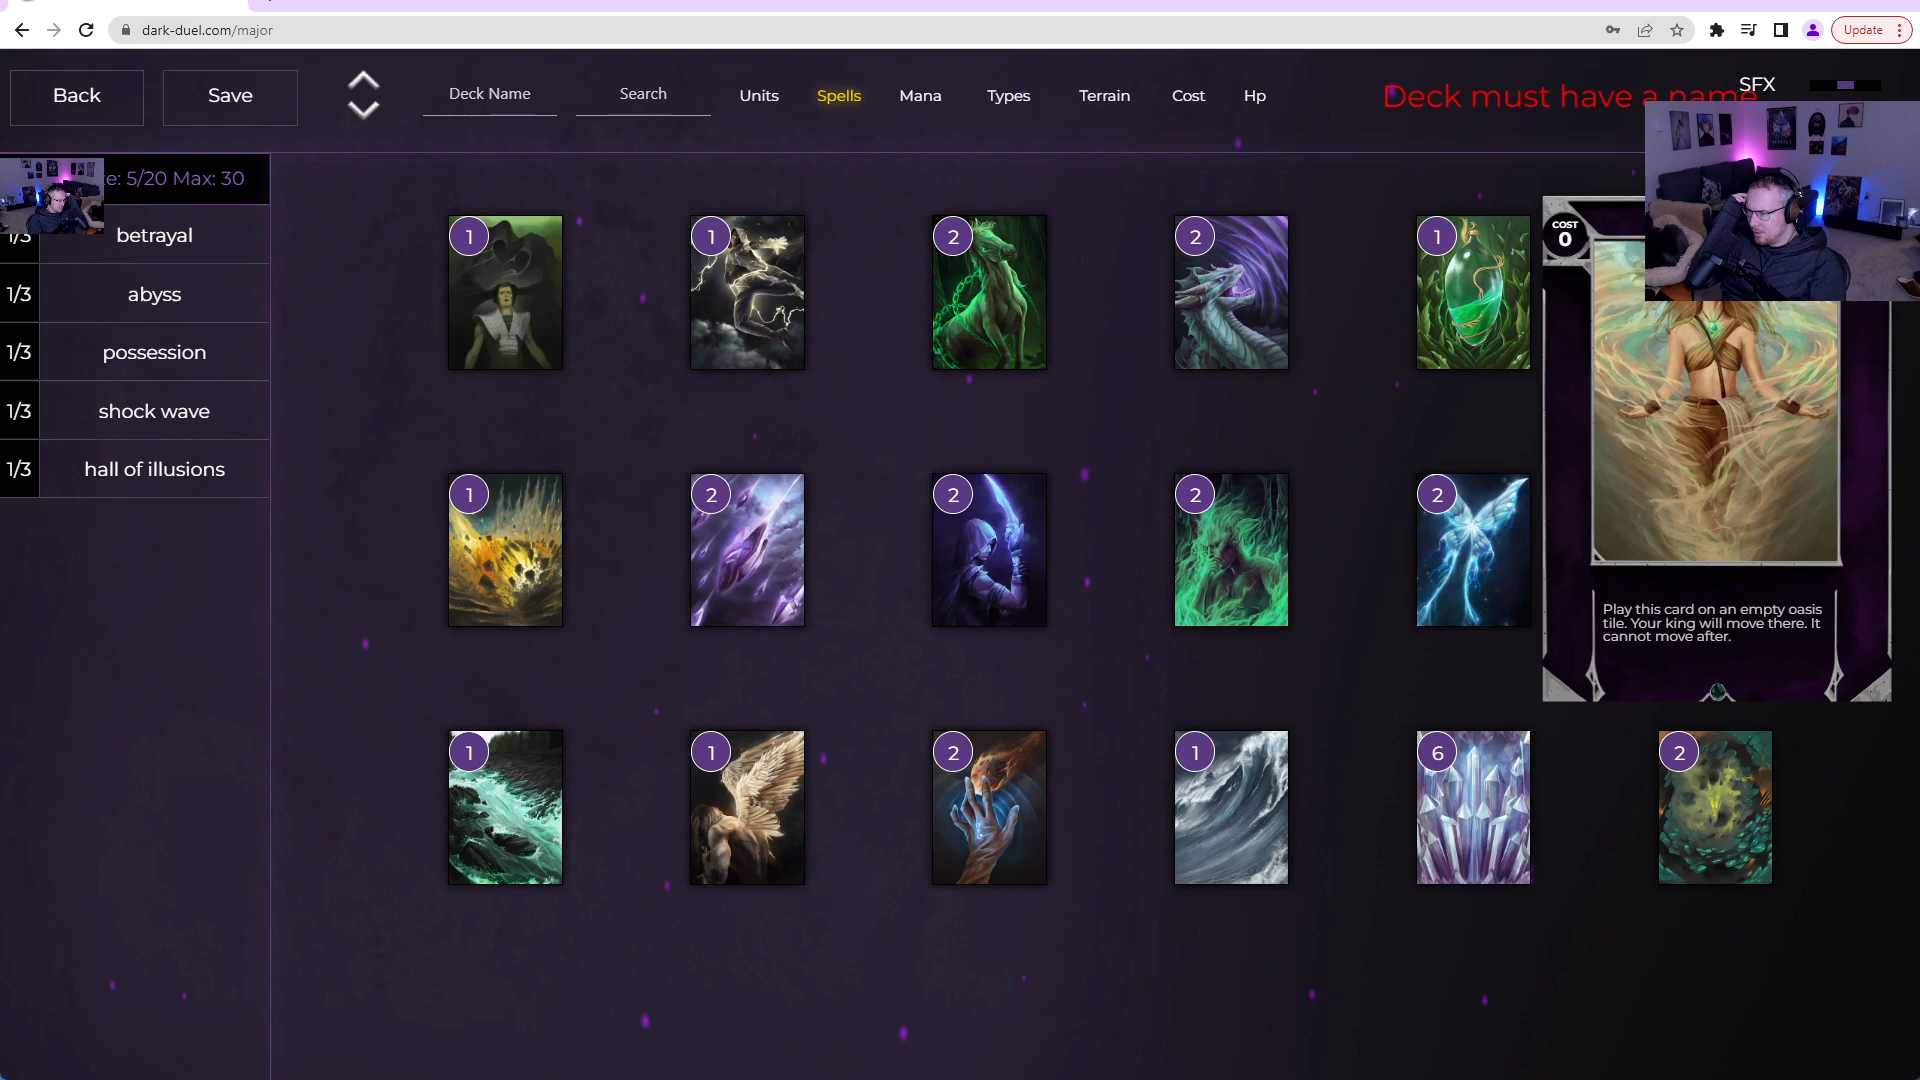 dark-duel.com/major
Update
Back
Save
Deck Name
Search
Units
Spells
Mana
Types
Terrain
Cost
Hp
Deck must have a name
SFX
5/20 Max: 30
1/3 betrayal
1/3 abyss
1/3 possession
1/3 shock wave
1/3 hall of illusions
1
1
2
2
1
COST
0
1
2
2
2
2
Play this card on an empty oasis
tile. Your king will move there. It
cannot move after.
1
1
2
1
6
2